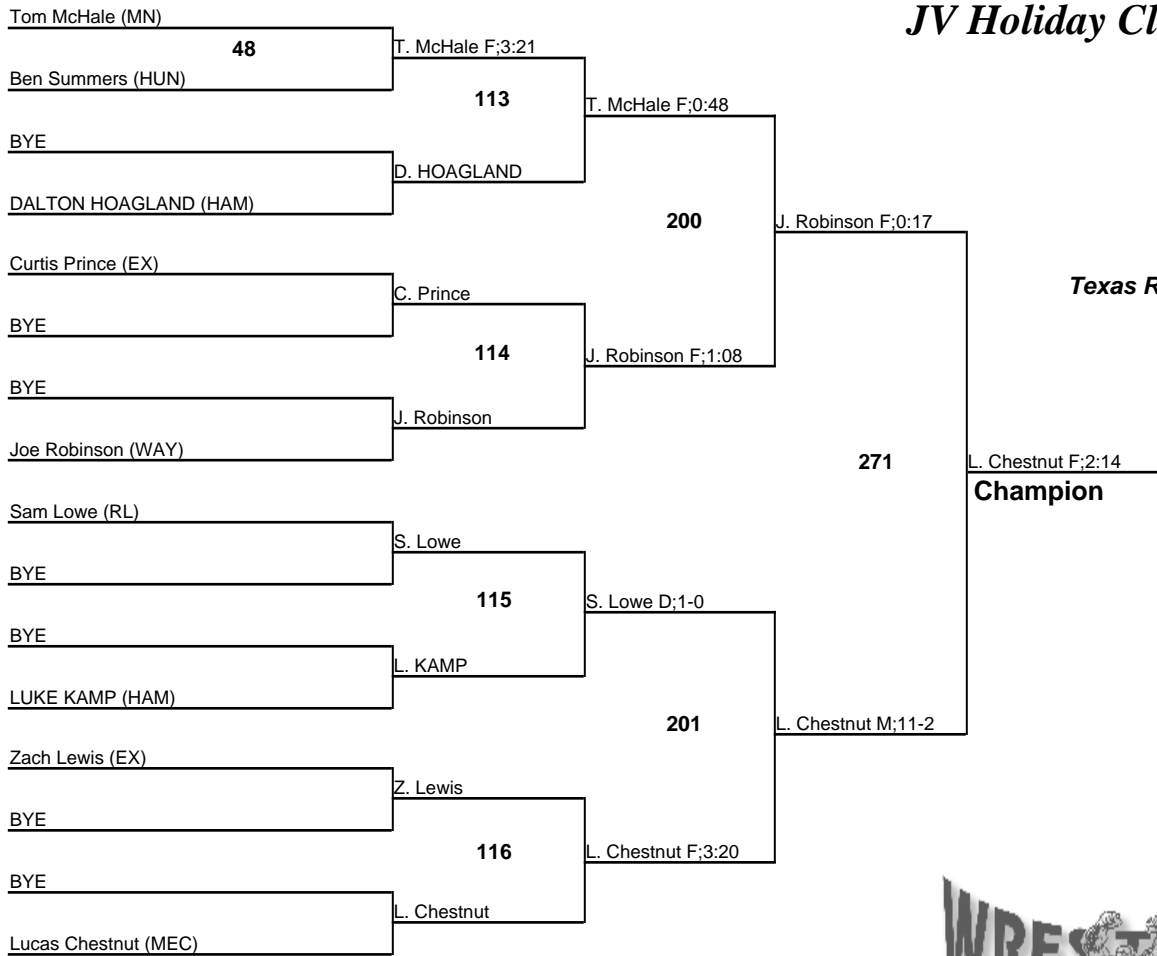 JV Holiday Cl
Tom McHale (MN)
48
T. McHale F;3:21
Ben Summers (HUN)
113
T. McHale F;0:48
BYE
D. HOAGLAND
DALTON HOAGLAND (HAM)
200
J. Robinson F;0:17
Curtis Prince (EX)
Texas R
C. Prince
BYE
114
J. Robinson F;1:08
BYE
J. Robinson
Joe Robinson (WAY)
271
L. Chestnut F;2:14
Champion
Sam Lowe (RL)
S. Lowe
BYE
115
S. Lowe D;1-0
BYE
L. KAMP
LUKE KAMP (HAM)
201
L. Chestnut M;11-2
Zach Lewis (EX)
Z. Lewis
BYE
116
L. Chestnut F;3:20
BYE
L. Chestnut
Lucas Chestnut (MEC)